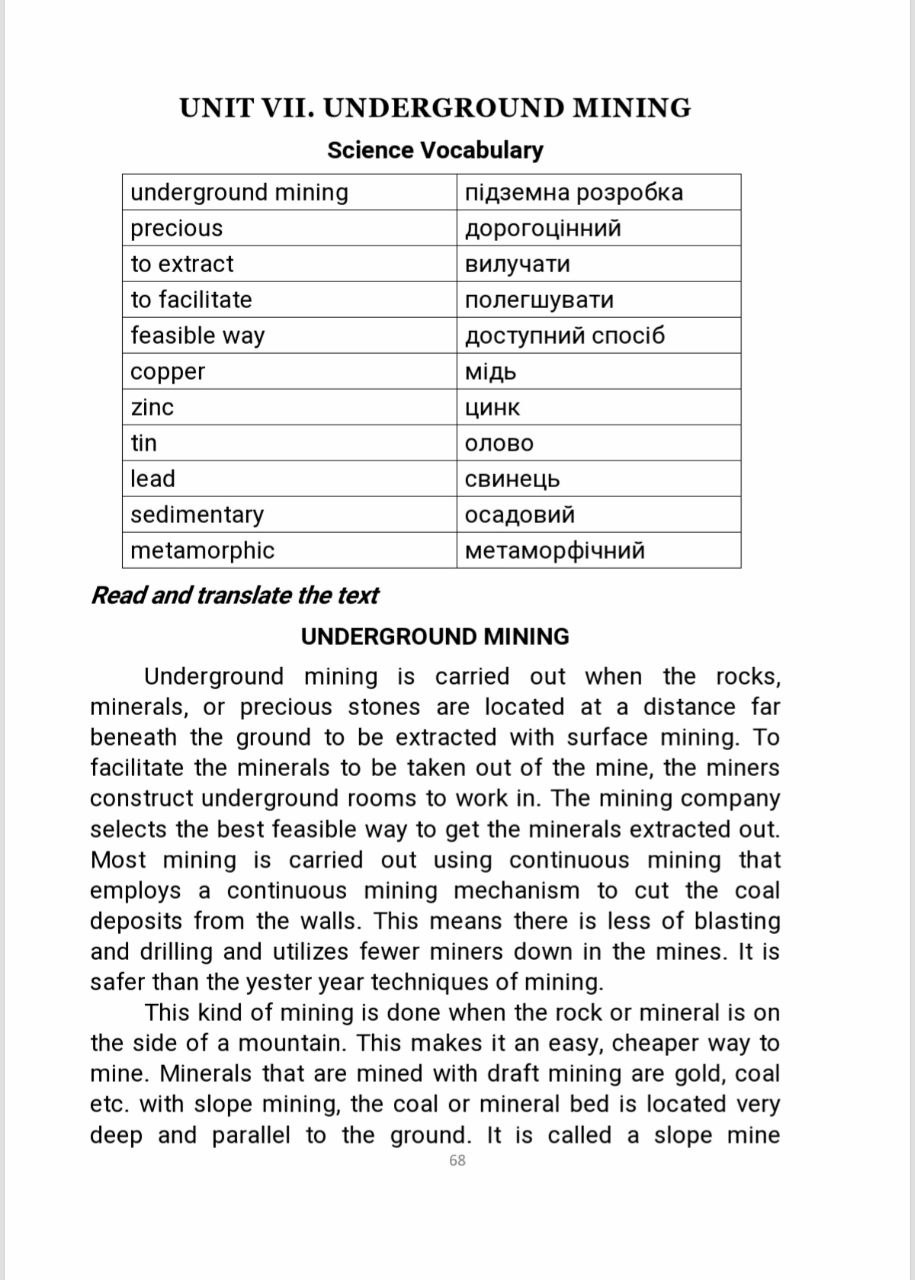 UNIT VII. UNDERGROUND MINING
Science Vocabulary
underground mining підземна розробка
precious дорогоцінний
to extract вилучати
to facilitate полегшувати
feasible way доступний спосіб
copper мідь
zinc цинк
tin олово
lead свинець
sedimentary осадовий
metamorphic метаморфічний
Read and translate the text
UNDERGROUND MINING
Underground mining is carried out when the rocks,
minerals, or precious stones are located at a distance far
beneath the ground to be extracted with surface mining. To
facilitate the minerals to be taken out of the mine, the miners
construct underground rooms to work in. The mining company
selects the best feasible way to get the minerals extracted out.
Most mining is carried out using continuous mining that
employs a continuous mining mechanism to cut the coal
deposits from the walls. This means there is less of blasting
and drilling and utilizes fewer miners down in the mines. It is
safer than the yester year techniques of mining.
This kind of mining is done when the rock or mineral is on
the side of a mountain. This makes it an easy, cheaper way to
mine. Minerals that are mined with draft mining are gold, coal
etc. with slope mining, the coal or mineral bed is located very
deep and parallel to the ground. It is called a slope mine
68